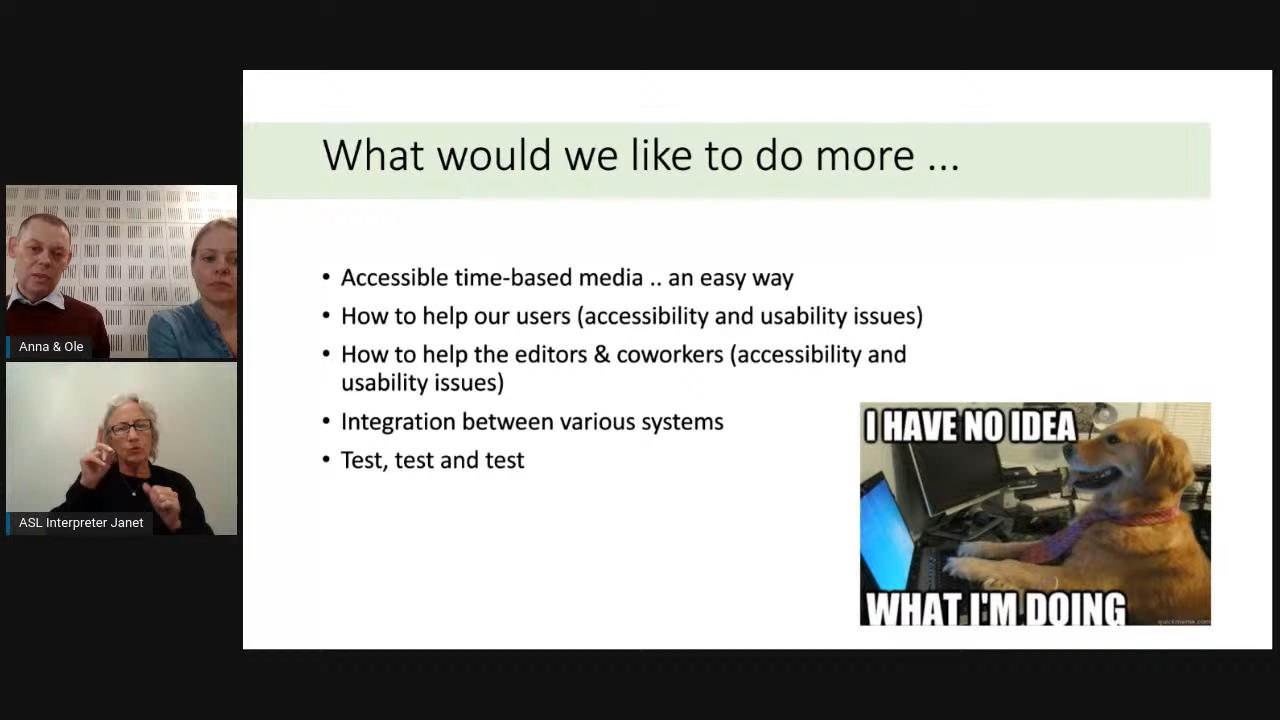 What would we like to do more ...
• Accessible time-based media .. an easy way
• How to help our users (accessibility and usability issues)
• How to help the editors & coworkers (accessibility and
usability issues)
• Integration between various systems
• Test, test and test
I HAVE NO IDEA
WHAT I'M DOING
quickmeme.com
Anna & Ole
ASL Interpreter Janet